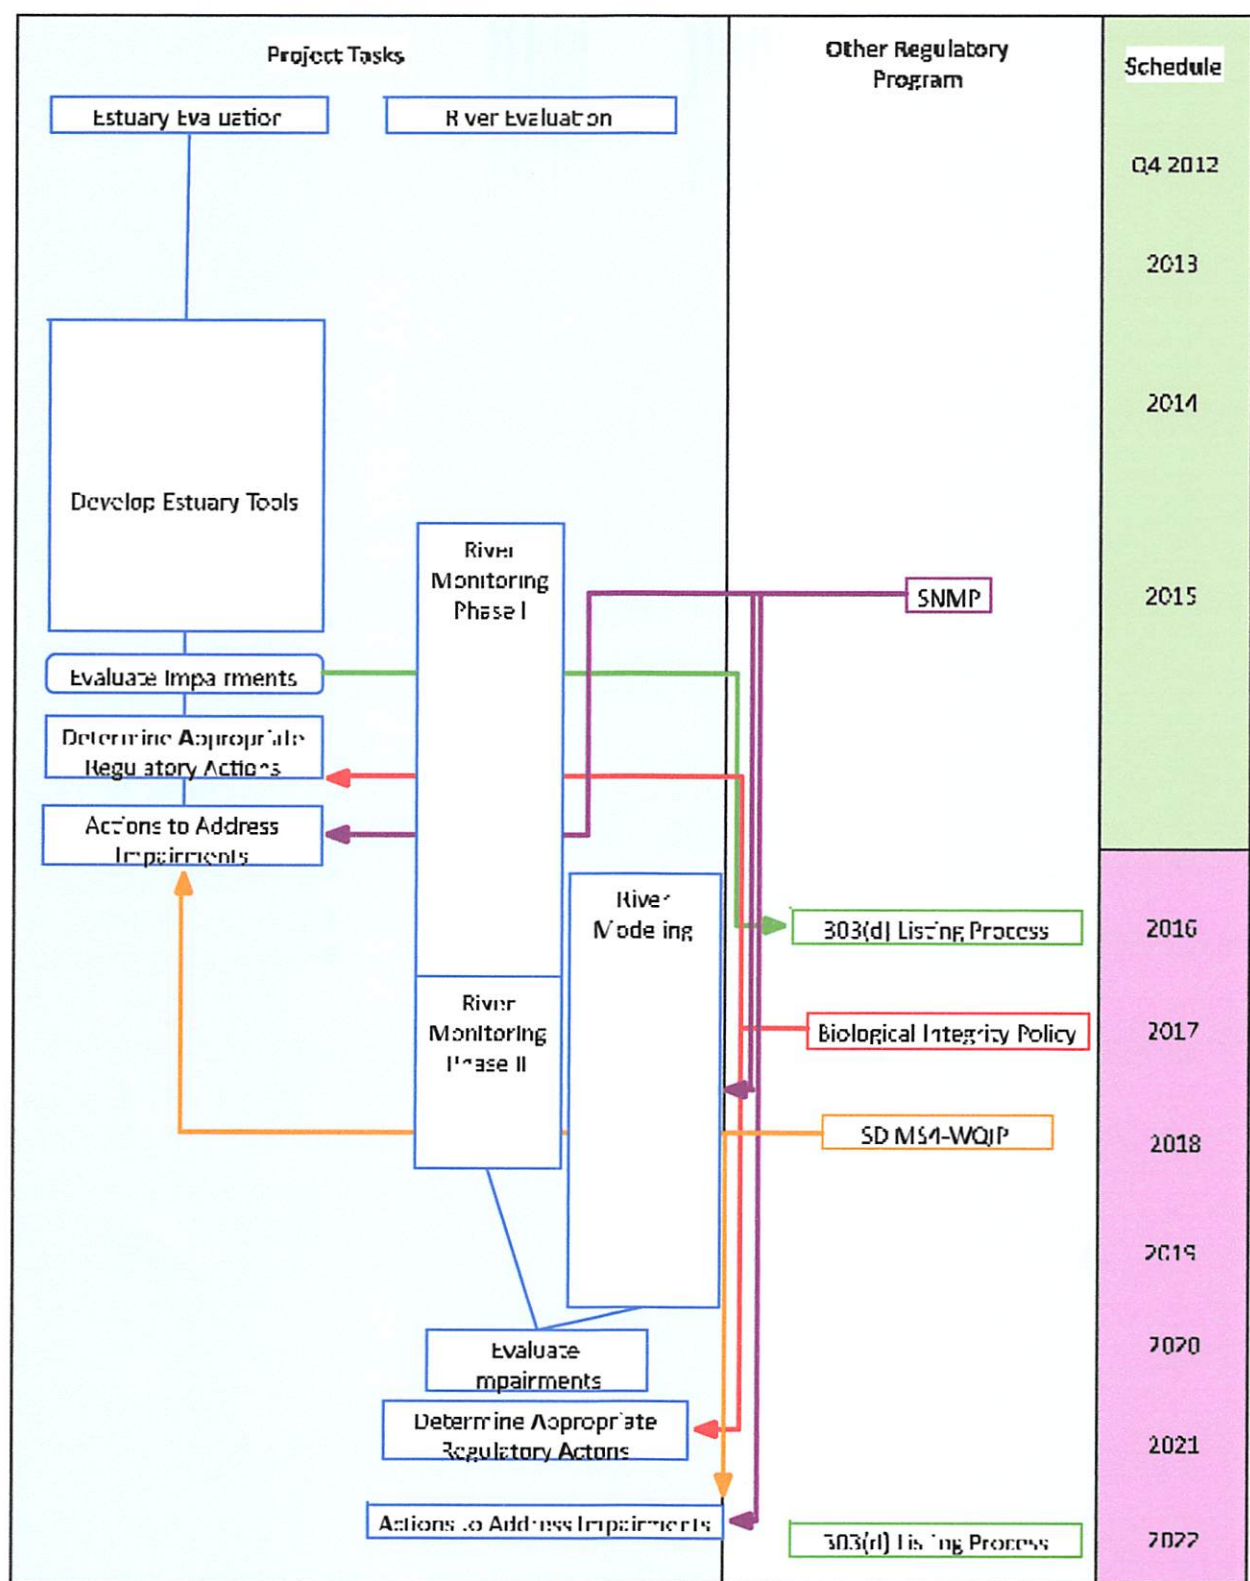 Project Tasks
Other Regulatory
Program
Schedule
Estuary Evaluation
River Evaluation
Q4 2012
2013
2014
Develop Estuary Tools
River
Monitoring
Phase I
SNMP
2015
Evaluate Impairments
Determine Appropriate
Regulatory Actions
Actions to Address
Impairments
River
Modeling
303(d) Listing Process
2016
River
Monitoring
Phase II
Biological Integrity Policy
2017
SD MS4-WQIP
2018
2019
Evaluate
Impairments
2020
Determine Appropriate
Regulatory Actions
2021
Actions to Address Impairments
303(d) Listing Process
2022